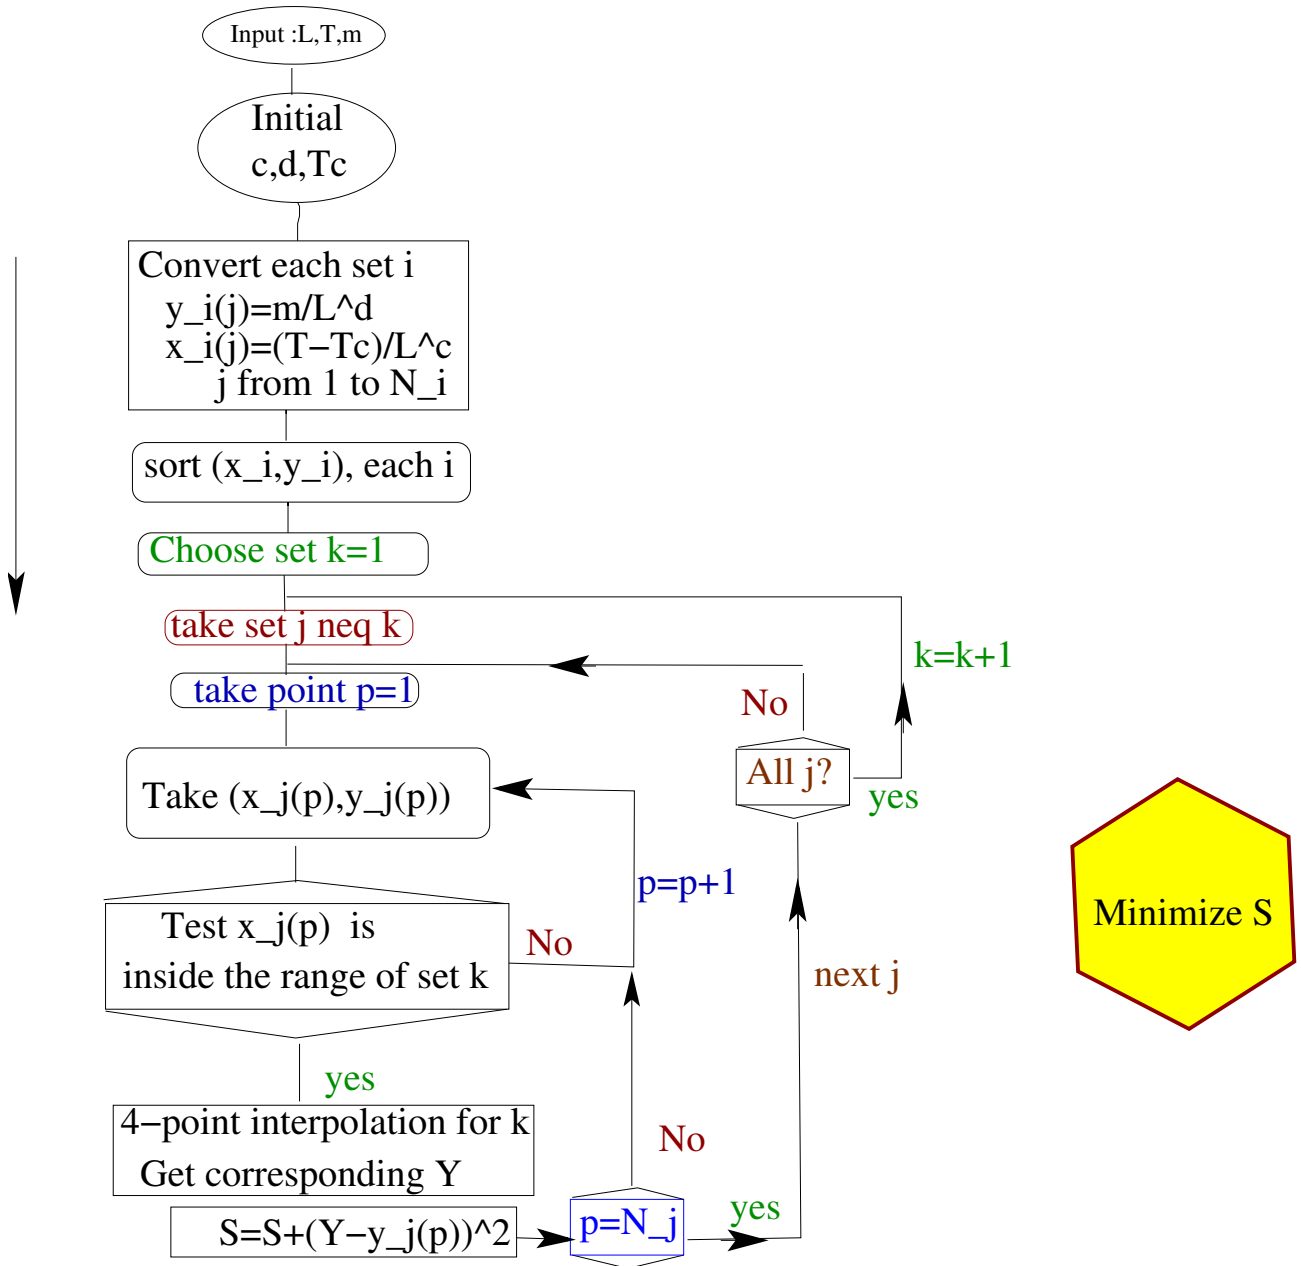 Input :L,T,m
Initial
c,d,Tc
Convert each set i
y_i(j)=m/L^d
x_i(j)=(T−Tc)/L^c
j from 1 to N_i
sort (x_i,y_i), each i
Choose set k=1
take set j neq k
take point p=1
Take (x_j(p),y_j(p))
Test x_j(p) is
inside the range of set k
No
p=p+1
yes
4−point interpolation for k
Get corresponding Y
S=S+(Y−y_j(p))^2
p=N_j
No
yes
next j
All j?
No
yes
k=k+1
Minimize S